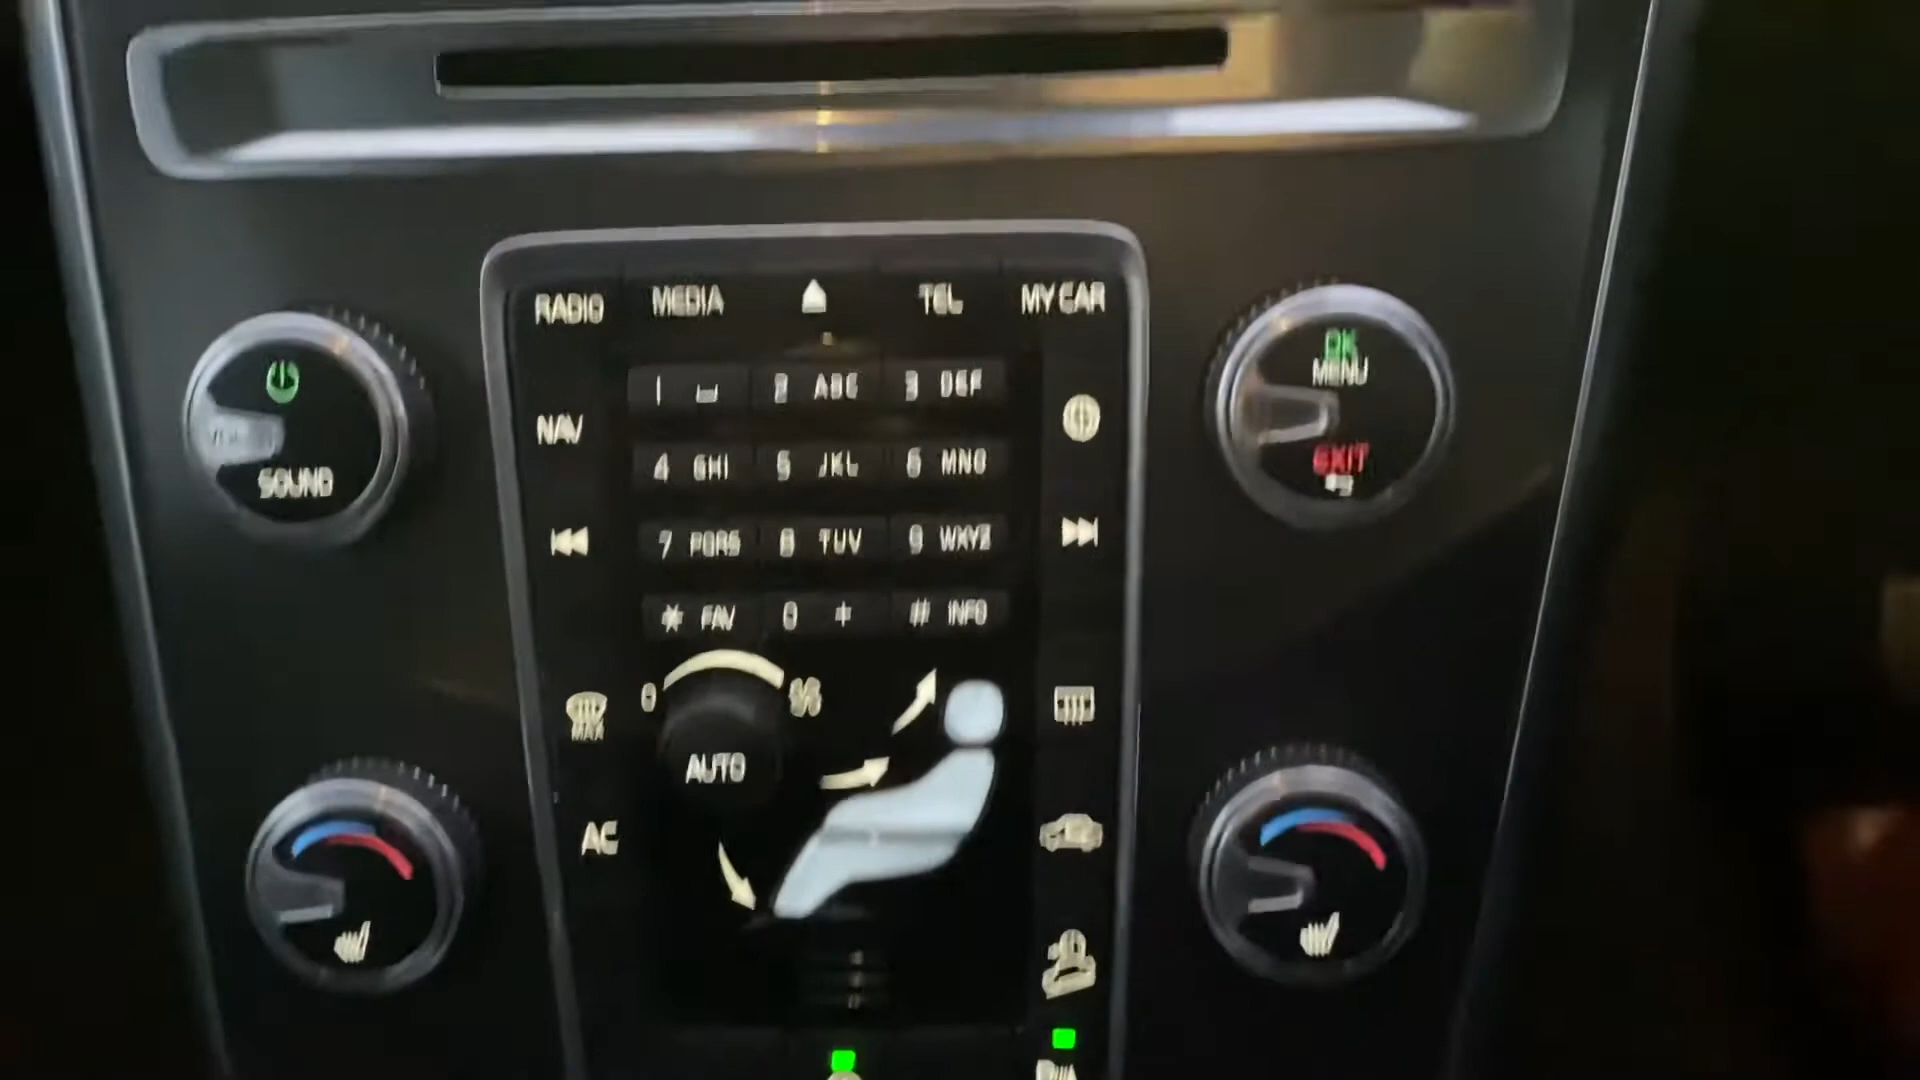 RADIO MEDIA TEL MY CAR
OK
MENU
1 2 ABC 3 DEF
NAV
4 GHI 5 JKL 6 MNO
EXIT
SOUND
7 PQRS 8 TUV 9 WXYZ
* FAV 0 + # INFO
0
MAX
AUTO
AC